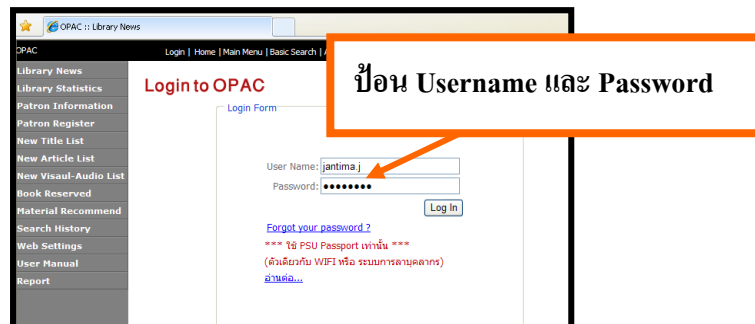 OPAC :: Library News
OPAC
Login | Home | Main Menu | Basic Search |
ป้อน Username และ Password
Library News
Library Statistics
Patron Information
Patron Register
New Title List
New Article List
New Visaul-Audio List
Book Reserved
Material Recommend
Search History
Web Settings
User Manual
Report
Login to OPAC
Login Form
User Name: jantima.j
Password: ••••••••
Log In
Forgot your password ?
*** ใช้ PSU Passport เท่านั้น ***
(ตัวเดียวกับ WIFI หรือ ระบบการลาบุคลากร)
อ่านต่อ...